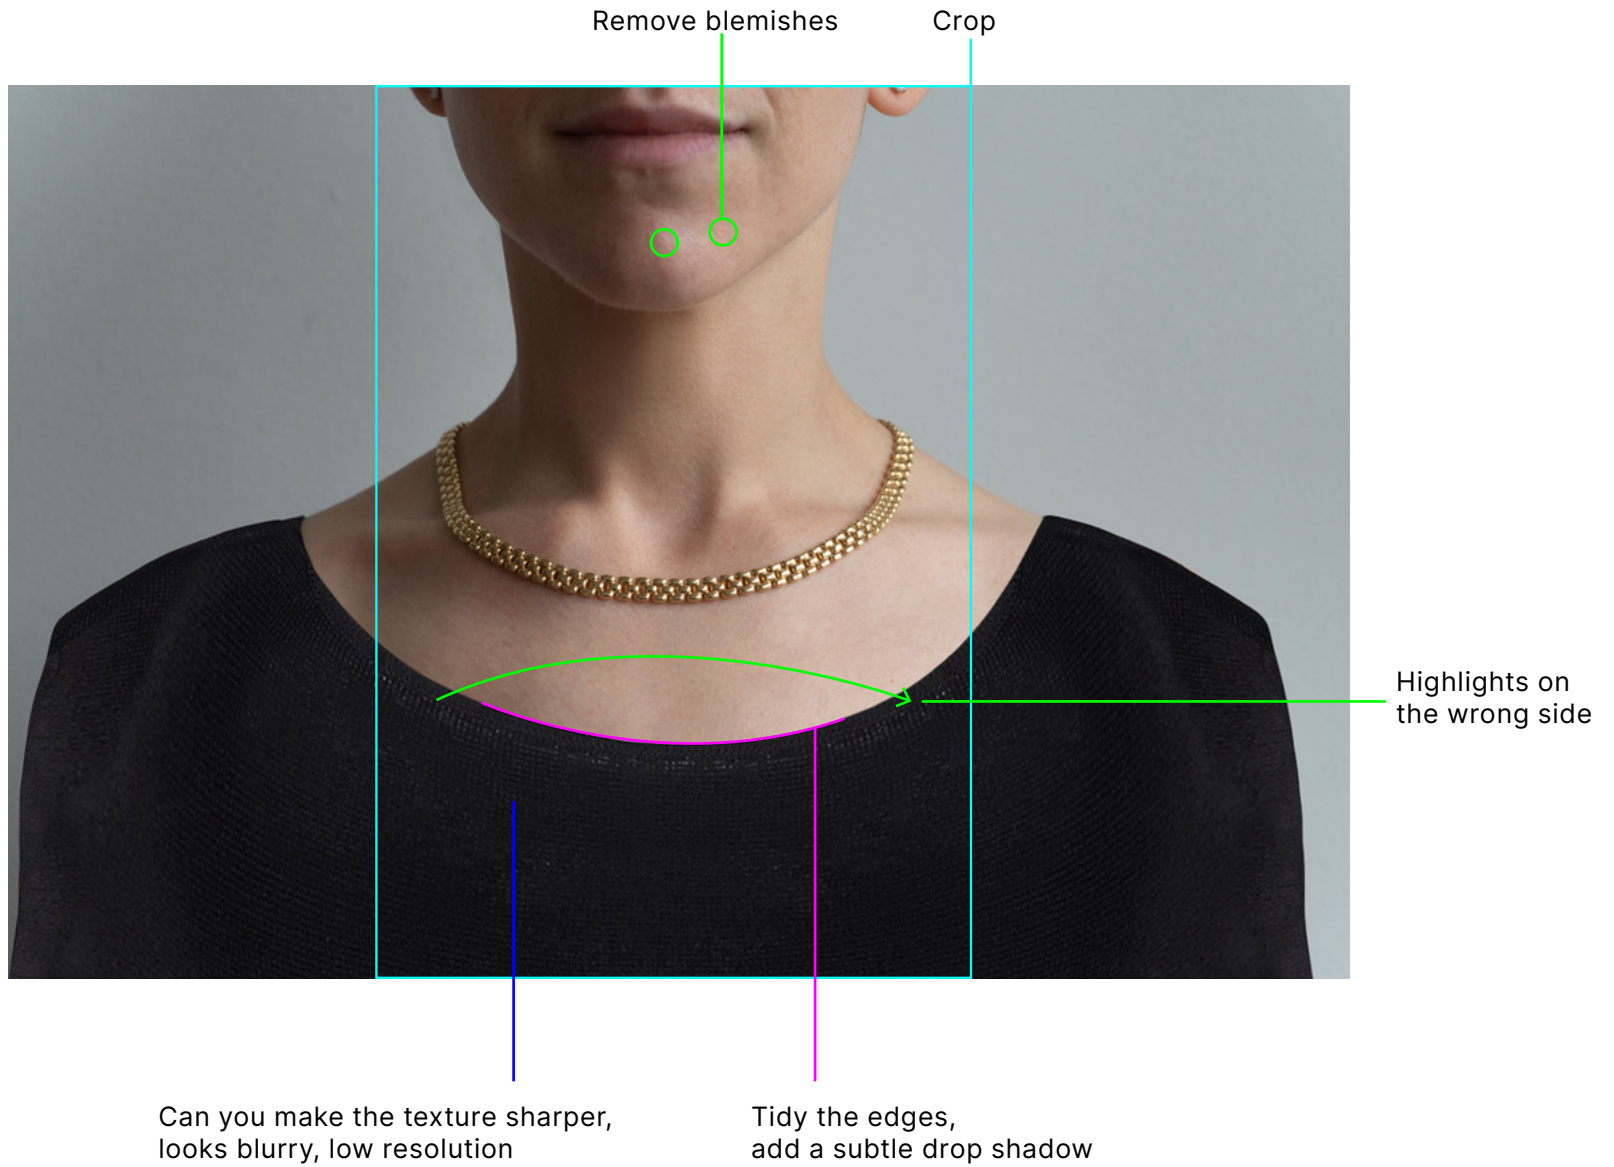 Remove blemishes
Crop
Highlights on
the wrong side
Can you make the texture sharper,
looks blurry, low resolution
Tidy the edges,
add a subtle drop shadow